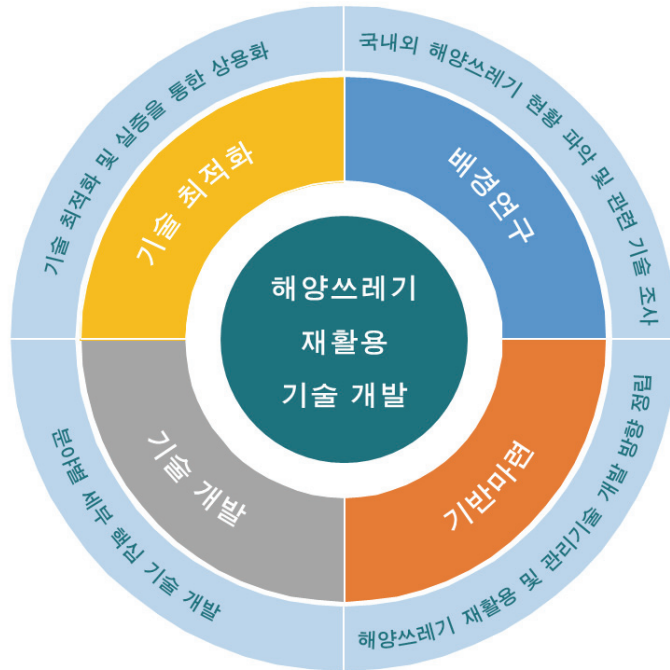 해양쓰레기
재활용
기술 개발
배경연구
국내외 해양쓰레기 현황 파악 및 관련 기술 조사
기반마련
해양쓰레기 재활용 및 관리기술 개발 방향 정립
기술 개발
분야별 세부 핵심 기술 개발
기술 최적화
기술 최적화 및 실증을 통한 상용화